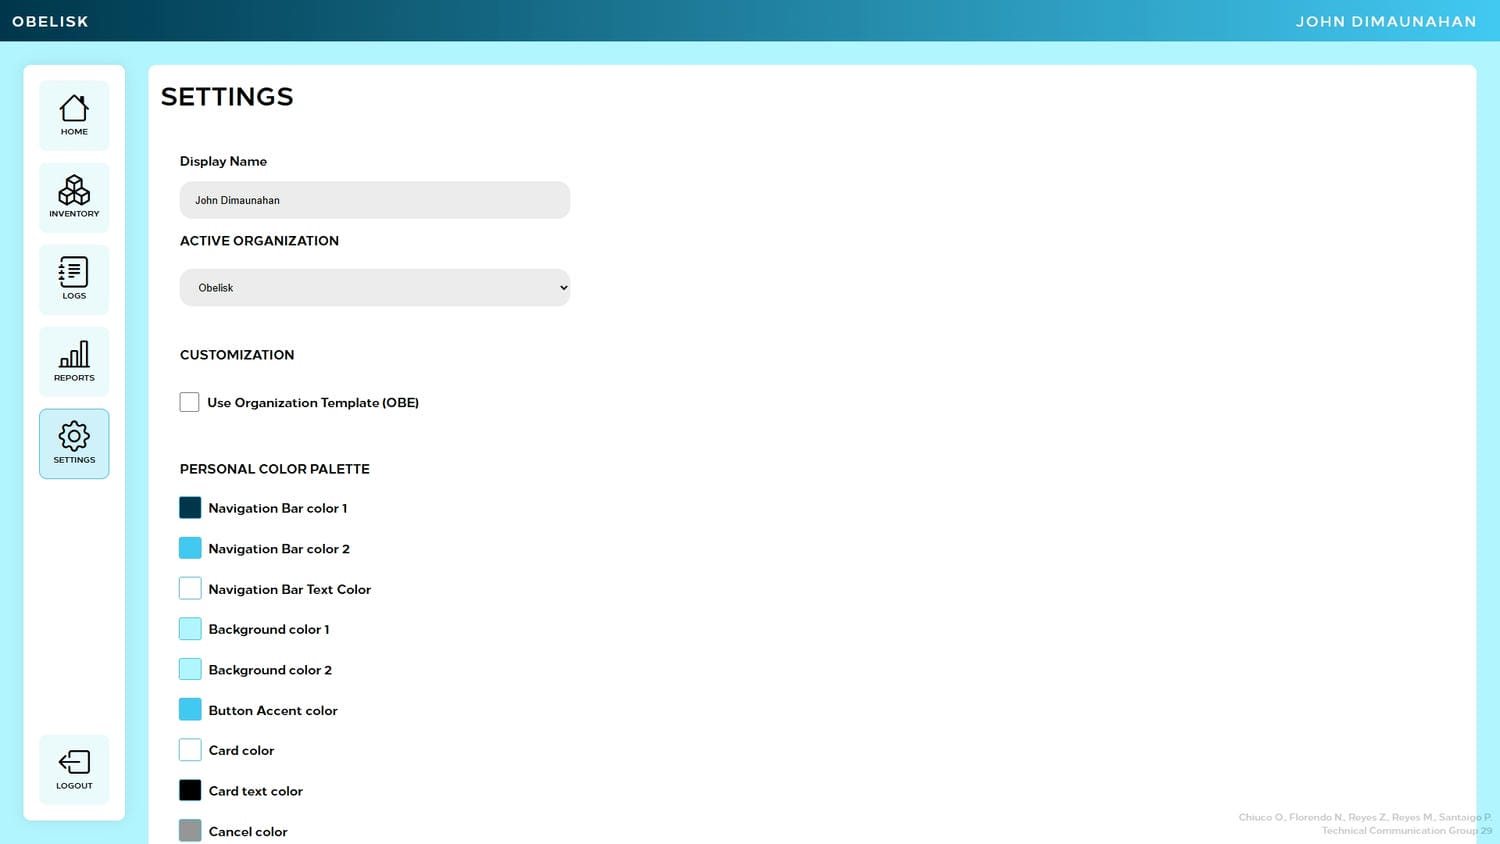 OBELISK
JOHN DIMAUNAHAN
HOME
INVENTORY
LOGS
REPORTS
SETTINGS
LOGOUT
SETTINGS
Display Name
John Dimaunahan
ACTIVE ORGANIZATION
Obelisk
CUSTOMIZATION
Use Organization Template (OBE)
PERSONAL COLOR PALETTE
Navigation Bar color 1
Navigation Bar color 2
Navigation Bar Text Color
Background color 1
Background color 2
Button Accent color
Card color
Card text color
Cancel color
Chiuco O., Florendo N., Reyes Z., Reyes M., Santaigo P.
Technical Communication Group 29